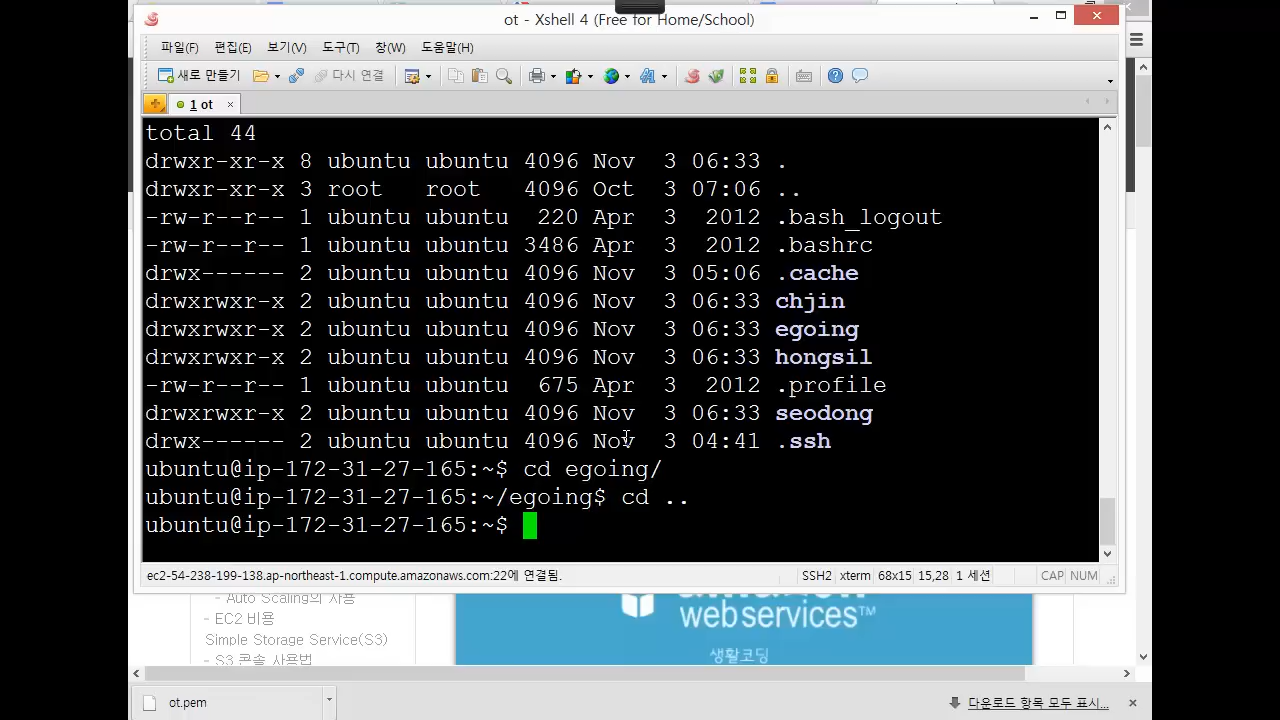 ot - Xshell 4 (Free for Home/School)
파일(F) 편집(E) 보기(V) 도구(T) 창(W) 도움말(H)
새로 만들기 다시 연결
1 ot
total 44
drwxr-xr-x 8 ubuntu ubuntu 4096 Nov  3 06:33 .
drwxr-xr-x 3 root   root   4096 Oct  3 07:06 ..
-rw-r--r-- 1 ubuntu ubuntu  220 Apr  3  2012 .bash_logout
-rw-r--r-- 1 ubuntu ubuntu 3486 Apr  3  2012 .bashrc
drwx------ 2 ubuntu ubuntu 4096 Nov  3 05:06 .cache
drwxrwxr-x 2 ubuntu ubuntu 4096 Nov  3 06:33 chjin
drwxrwxr-x 2 ubuntu ubuntu 4096 Nov  3 06:33 egoing
drwxrwxr-x 2 ubuntu ubuntu 4096 Nov  3 06:33 hongsil
-rw-r--r-- 1 ubuntu ubuntu  675 Apr  3  2012 .profile
drwxrwxr-x 2 ubuntu ubuntu 4096 Nov  3 06:33 seodong
drwx------ 2 ubuntu ubuntu 4096 Nov  3 04:41 .ssh
ubuntu@ip-172-31-27-165:~$ cd egoing/
ubuntu@ip-172-31-27-165:~/egoing$ cd ..
ubuntu@ip-172-31-27-165:~$
ec2-54-238-199-138.ap-northeast-1.compute.amazonaws.com:22에 연결됨. SSH2 xterm 68x15 15,28 1 세션 CAP NUM
- Auto Scaling의 사용
- EC2 비용
Simple Storage Service(S3)
- S3 콘솔 사용법
webservices™
생활코딩
ot.pem
다운로드 항목 모두 표시...